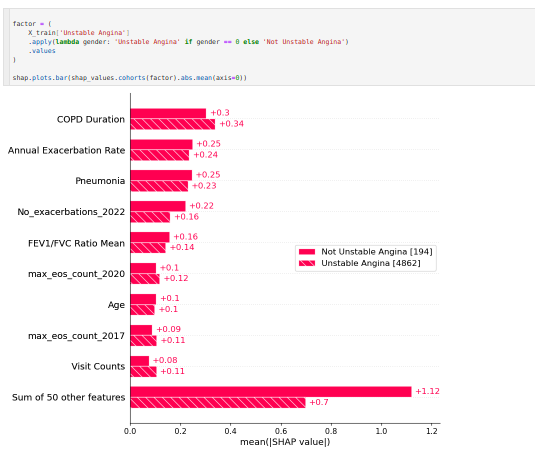 factor = (
X_train['Unstable Angina']
.apply(lambda gender: 'Unstable Angina' if gender == 0 else 'Not Unstable Angina')
.values
)
shap.plots.bar(shap_values.cohorts(factor).abs.mean(axis=0))
COPD Duration
+0.3
+0.34
Annual Exacerbation Rate
+0.25
+0.24
Pneumonia
+0.25
+0.23
No_exacerbations_2022
+0.22
+0.16
FEV1/FVC Ratio Mean
+0.16
+0.14
Not Unstable Angina [194]
Unstable Angina [4862]
max_eos_count_2020
+0.1
+0.12
Age
+0.1
+0.1
max_eos_count_2017
+0.09
+0.11
Visit Counts
+0.08
+0.11
Sum of 50 other features
+1.12
+0.7
0.0 0.2 0.4 0.6 0.8 1.0 1.2
mean(|SHAP value|)